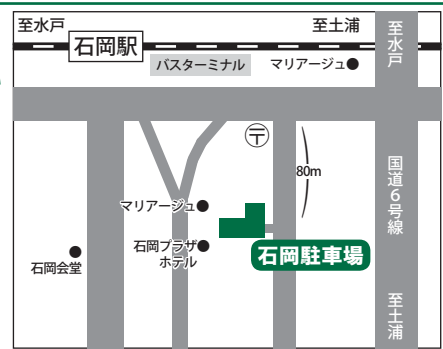 至水戸
至土浦
至水戸
石岡駅
バスターミナル
マリアージュ
〒
80m
国道6号線
マリアージュ
石岡プラザ
ホテル
石岡会堂
石岡駐車場
至土浦